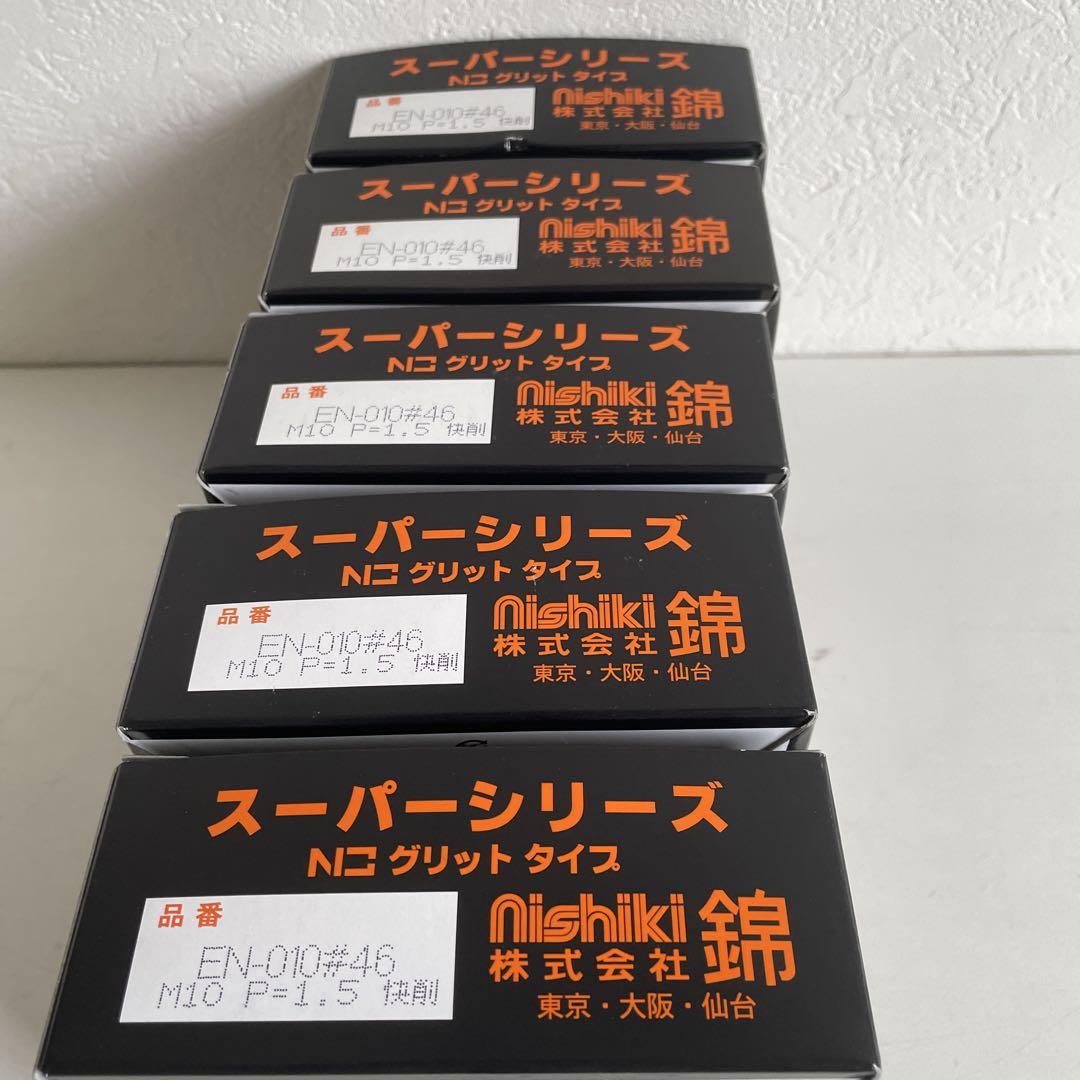 スーパーシリーズ
NC グリット タイプ
品番
EN-010#46
M10 P=1.5 快削
nishiki 錦
株式会社
東京・大阪・仙台
スーパーシリーズ
NC グリット タイプ
品番
EN-010#46
M10 P=1.5 快削
nishiki 錦
株式会社
東京・大阪・仙台
スーパーシリーズ
NC グリット タイプ
品番
EN-010#46
M10 P=1.5 快削
nishiki 錦
株式会社
東京・大阪・仙台
スーパーシリーズ
NC グリット タイプ
品番
EN-010#46
M10 P=1.5 快削
nishiki 錦
株式会社
東京・大阪・仙台
スーパーシリーズ
NC グリット タイプ
品番
EN-010#46
M10 P=1.5 快削
nishiki 錦
株式会社
東京・大阪・仙台